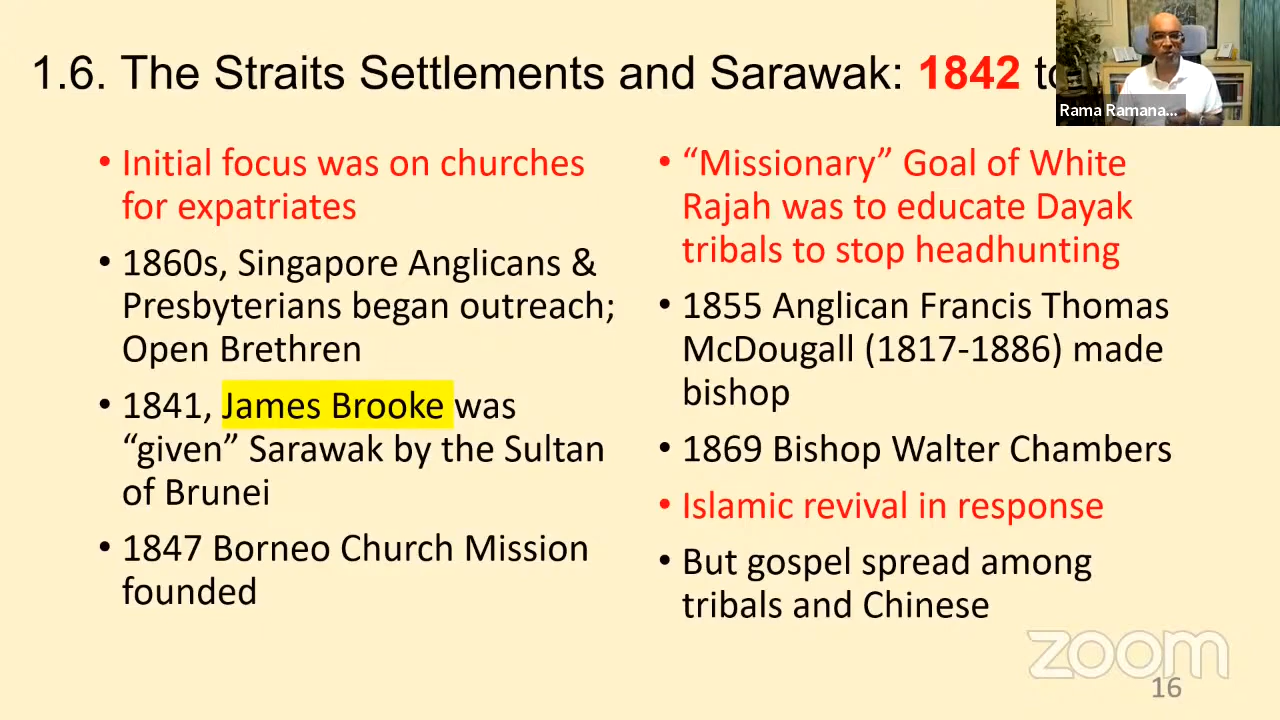 1.6. The Straits Settlements and Sarawak: 1842 to
Rama Ramana...
• Initial focus was on churches
for expatriates
• 1860s, Singapore Anglicans &
Presbyterians began outreach;
Open Brethren
• 1841, James Brooke was
“given” Sarawak by the Sultan
of Brunei
• 1847 Borneo Church Mission
founded
• “Missionary” Goal of White
Rajah was to educate Dayak
tribals to stop headhunting
• 1855 Anglican Francis Thomas
McDougall (1817-1886) made
bishop
• 1869 Bishop Walter Chambers
• Islamic revival in response
• But gospel spread among
tribals and Chinese
zoom
16